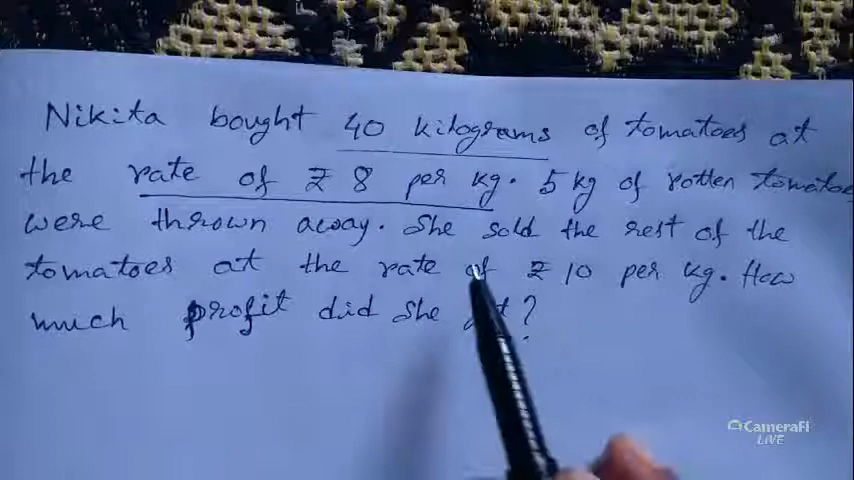 Nikita bought 40 kilograms of tomatoes at
the rate of ₹ 8 per kg. 5 kg of rotten tomatoe
were thrown away. She sold the rest of the
tomatoes at the rate of ₹ 10 per kg. How
much profit did she get?
CameraFI
LIVE